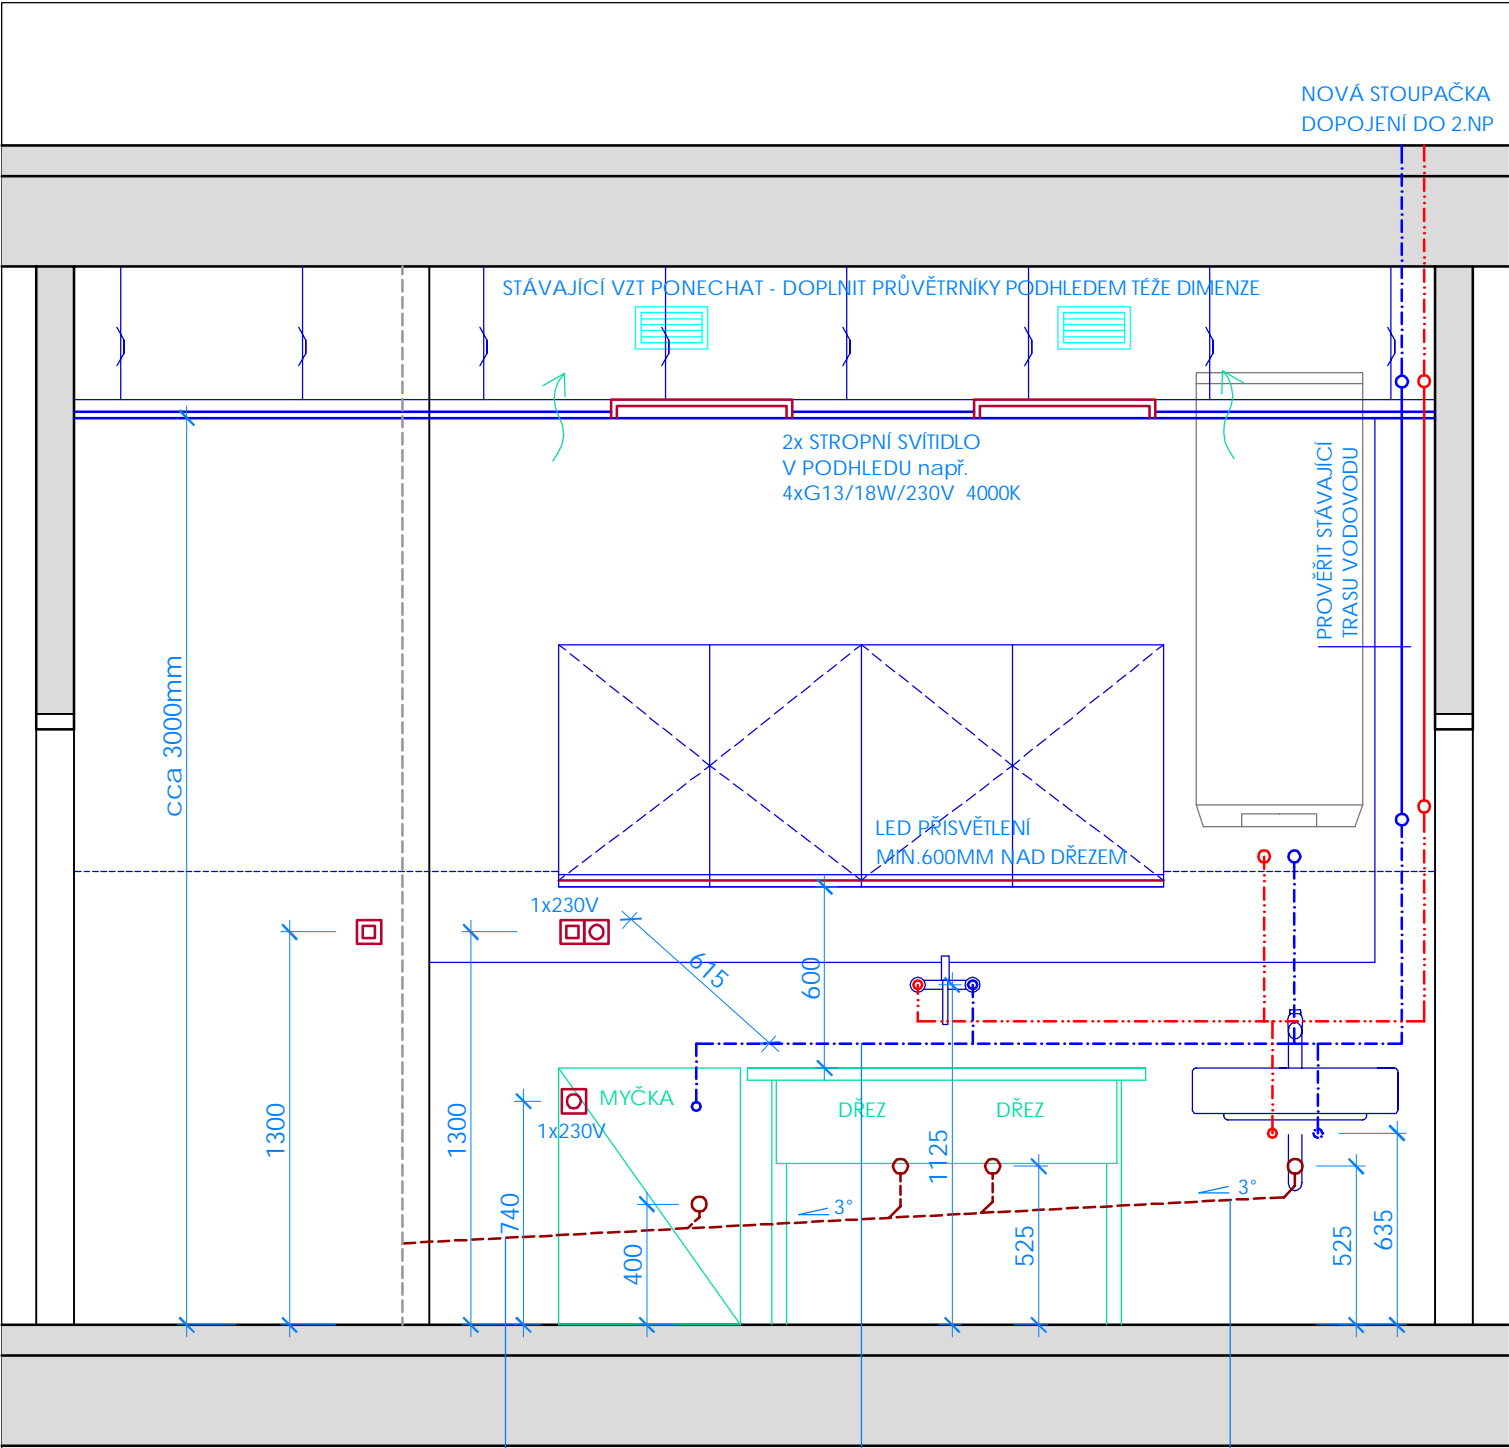 NOVÁ STOUPAČKA
DOPOJENÍ DO 2.NP
STÁVAJÍCÍ VZT PONECHAT - DOPLNIT PRŮVĚTRNÍKY PODHLEDEM TÉŽE DIMENZE
2x STROPNÍ SVÍTIDLO
V PODHLEDU např.
4xG13/18W/230V 4000K
PROVĚŘIT STÁVAJÍCÍ
TRASU VODOVODU
cca 3000mm
LED PŘISVĚTLENÍ
MIN.600MM NAD DŘEZEM
1x230V
615
600
MYČKA
DŘEZ
DŘEZ
1x230V
1300
1300
1125
740
400
3°
3°
525
525
635